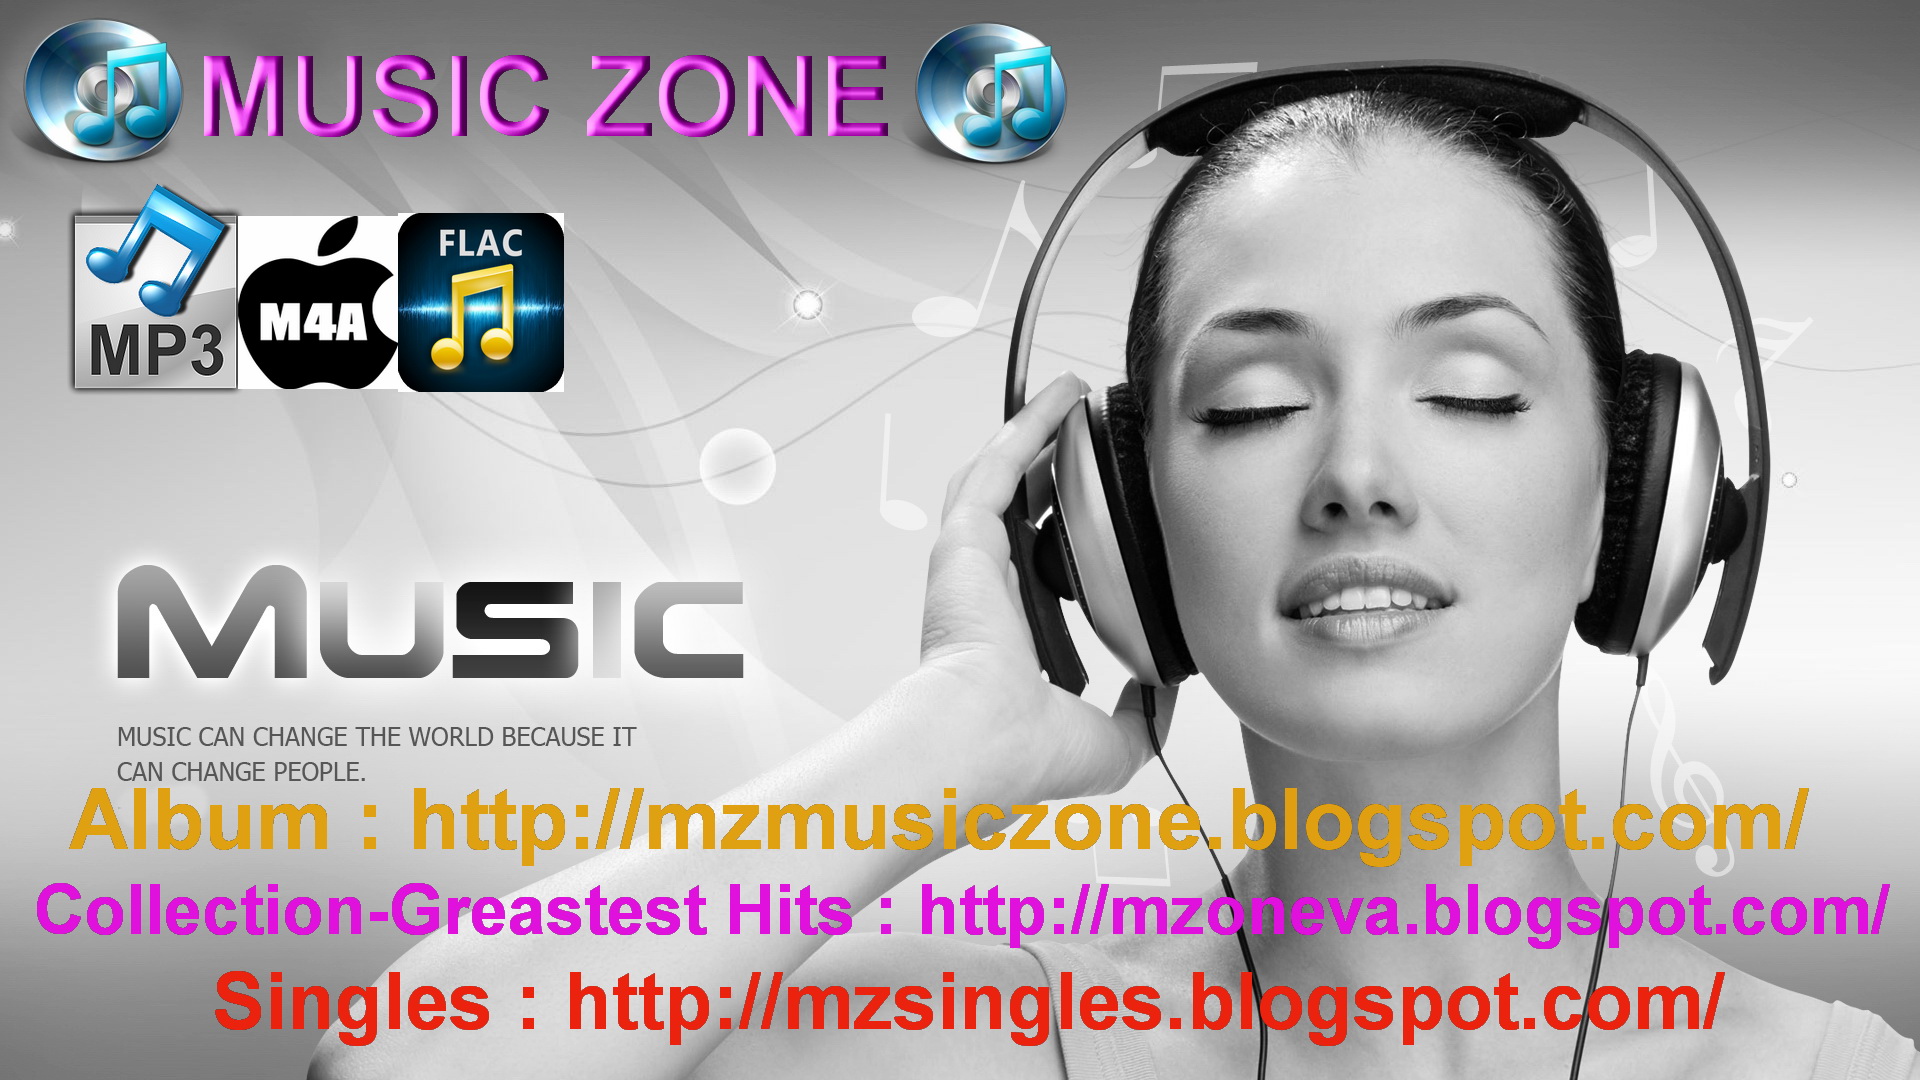 MUSIC ZONE
MP3
M4A
FLAC
MUSIC
MUSIC CAN CHANGE THE WORLD BECAUSE IT
CAN CHANGE PEOPLE.
Album : http://mzmusiczone.blogspot.com/
Collection-Greastest Hits : http://mzoneva.blogspot.com/
Singles : http://mzsingles.blogspot.com/